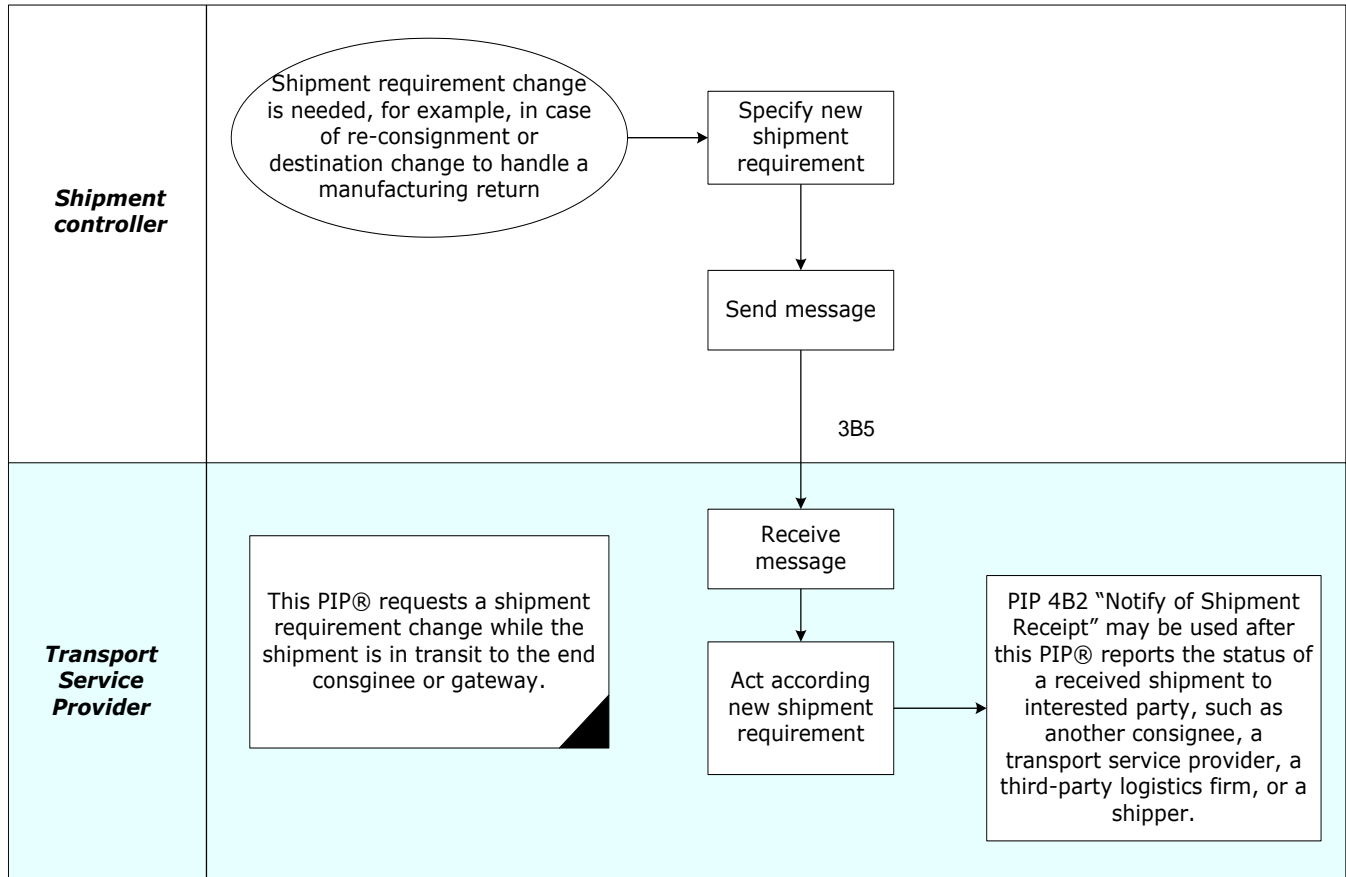 Shipment
controller
Shipment requirement change
is needed, for example, in case
of re-consignment or
destination change to handle a
manufacturing return
Specify new
shipment
requirement
Send message
3B5
Transport
Service
Provider
This PIP® requests a shipment
requirement change while the
shipment is in transit to the end
consginee or gateway.
Receive
message
Act according
new shipment
requirement
PIP 4B2 “Notify of Shipment
Receipt” may be used after
this PIP® reports the status of
a received shipment to
interested party, such as
another consignee, a
transport service provider, a
third-party logistics firm, or a
shipper.